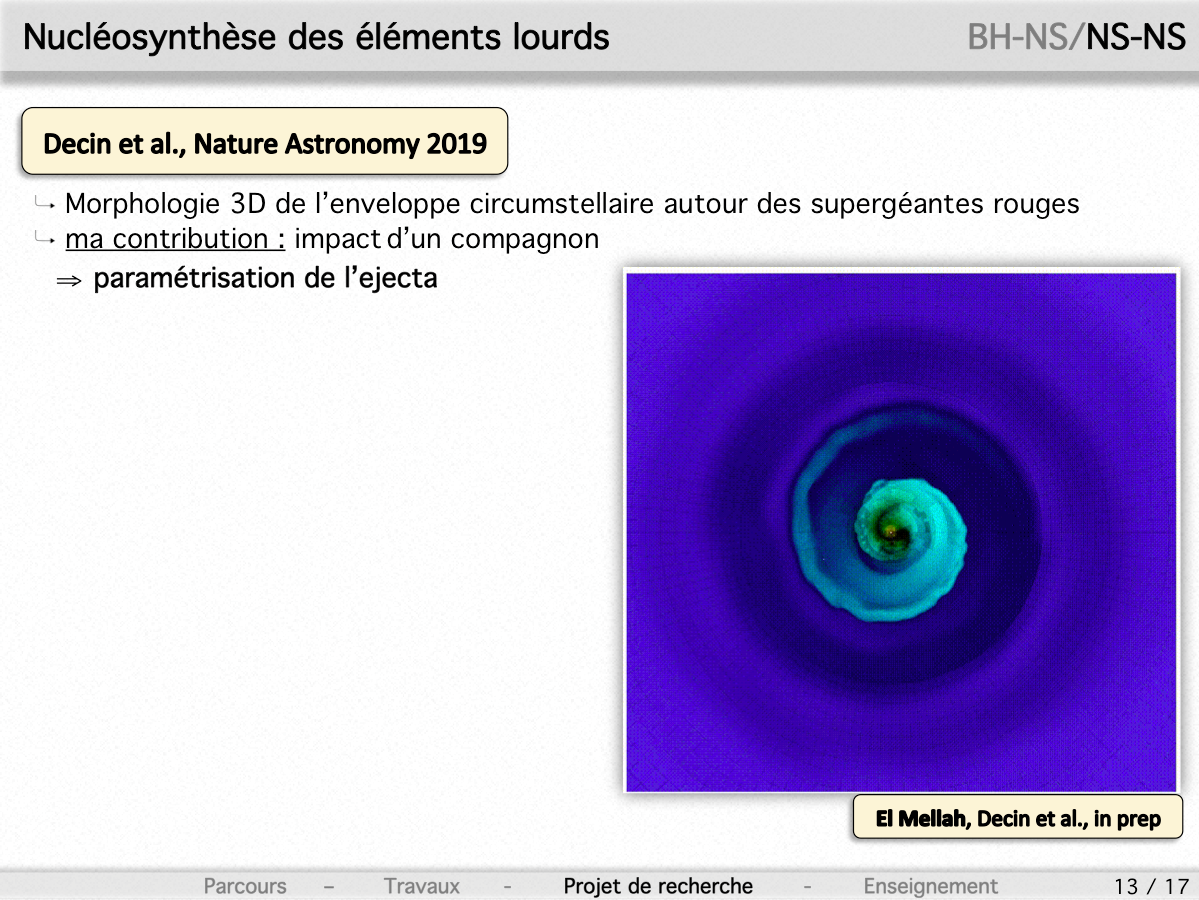 Nucléosynthèse des éléments lourds
BH-NS/NS-NS
Decin et al., Nature Astronomy 2019
Morphologie 3D de l’enveloppe circumstellaire autour des supergéantes rouges
ma contribution : impact d’un compagnon
⇒ paramétrisation de l’ejecta
El Mellah, Decin et al., in prep
Parcours – Travaux - Projet de recherche - Enseignement 13 / 17